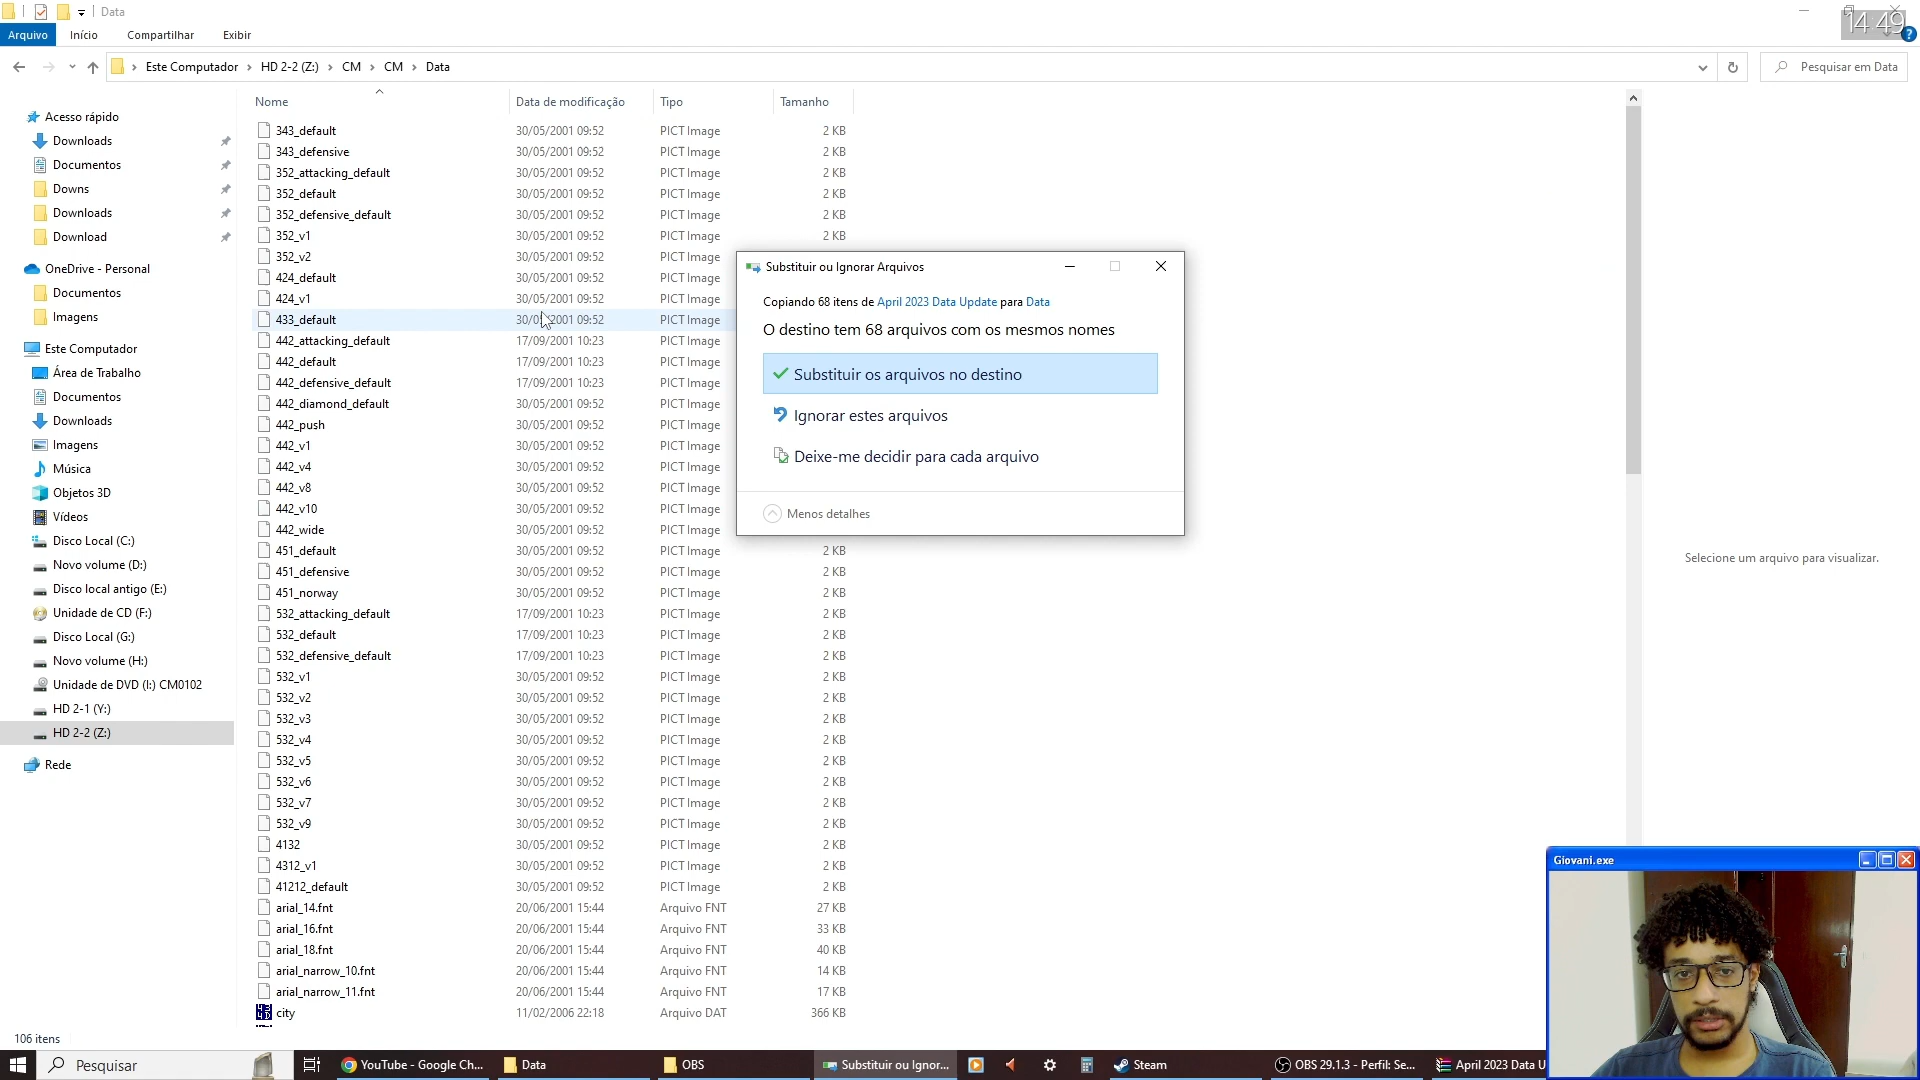 Data
14:49
Arquivo Início Compartilhar Exibir
Este Computador HD 2-2 (Z:) CM CM Data
Pesquisar em Data
Nome Data de modificação Tipo Tamanho
Acesso rápido
Downloads
Documentos
Downs
Downloads
Download
OneDrive - Personal
Documentos
Imagens
Este Computador
Área de Trabalho
Documentos
Downloads
Imagens
Música
Objetos 3D
Vídeos
Disco Local (C:)
Novo volume (D:)
Disco local antigo (E:)
Unidade de CD (F:)
Disco Local (G:)
Novo volume (H:)
Unidade de DVD (I:) CM0102
HD 2-1 (Y:)
HD 2-2 (Z:)
Rede
343_default 30/05/2001 09:52 PICT Image 2 KB
343_defensive 30/05/2001 09:52 PICT Image 2 KB
352_attacking_default 30/05/2001 09:52 PICT Image 2 KB
352_default 30/05/2001 09:52 PICT Image 2 KB
352_defensive_default 30/05/2001 09:52 PICT Image 2 KB
352_v1 30/05/2001 09:52 PICT Image 2 KB
352_v2 30/05/2001 09:52 PICT Image
424_default 30/05/2001 09:52 PICT Image
424_v1 30/05/2001 09:52 PICT Image
433_default 30/05/2001 09:52 PICT Image
442_attacking_default 17/09/2001 10:23 PICT Image
442_default 17/09/2001 10:23 PICT Image
442_defensive_default 17/09/2001 10:23 PICT Image
442_diamond_default 30/05/2001 09:52 PICT Image
442_push 30/05/2001 09:52 PICT Image
442_v1 30/05/2001 09:52 PICT Image
442_v4 30/05/2001 09:52 PICT Image
442_v8 30/05/2001 09:52 PICT Image
442_v10 30/05/2001 09:52 PICT Image
442_wide 30/05/2001 09:52 PICT Image
451_default 30/05/2001 09:52 PICT Image 2 KB
451_defensive 30/05/2001 09:52 PICT Image 2 KB
451_norway 30/05/2001 09:52 PICT Image 2 KB
532_attacking_default 17/09/2001 10:23 PICT Image 2 KB
532_default 17/09/2001 10:23 PICT Image 2 KB
532_defensive_default 17/09/2001 10:23 PICT Image 2 KB
532_v1 30/05/2001 09:52 PICT Image 2 KB
532_v2 30/05/2001 09:52 PICT Image 2 KB
532_v3 30/05/2001 09:52 PICT Image 2 KB
532_v4 30/05/2001 09:52 PICT Image 2 KB
532_v5 30/05/2001 09:52 PICT Image 2 KB
532_v6 30/05/2001 09:52 PICT Image 2 KB
532_v7 30/05/2001 09:52 PICT Image 2 KB
532_v9 30/05/2001 09:52 PICT Image 2 KB
4132 30/05/2001 09:52 PICT Image 2 KB
4312_v1 30/05/2001 09:52 PICT Image 2 KB
41212_default 30/05/2001 09:52 PICT Image 2 KB
arial_14.fnt 20/06/2001 15:44 Arquivo FNT 27 KB
arial_16.fnt 20/06/2001 15:44 Arquivo FNT 33 KB
arial_18.fnt 20/06/2001 15:44 Arquivo FNT 40 KB
arial_narrow_10.fnt 20/06/2001 15:44 Arquivo FNT 14 KB
arial_narrow_11.fnt 20/06/2001 15:44 Arquivo FNT 17 KB
city 11/02/2006 22:18 Arquivo DAT 366 KB
Substituir ou Ignorar Arquivos
Copiando 68 itens de April 2023 Data Update para Data
O destino tem 68 arquivos com os mesmos nomes
Substituir os arquivos no destino
Ignorar estes arquivos
Deixe-me decidir para cada arquivo
Menos detalhes
Selecione um arquivo para visualizar.
Giovani.exe
106 itens
Pesquisar
YouTube - Google Ch...
Data
OBS
Substituir ou Ignor...
Steam
OBS 29.1.3 - Perfil: Se...
April 2023 Data U